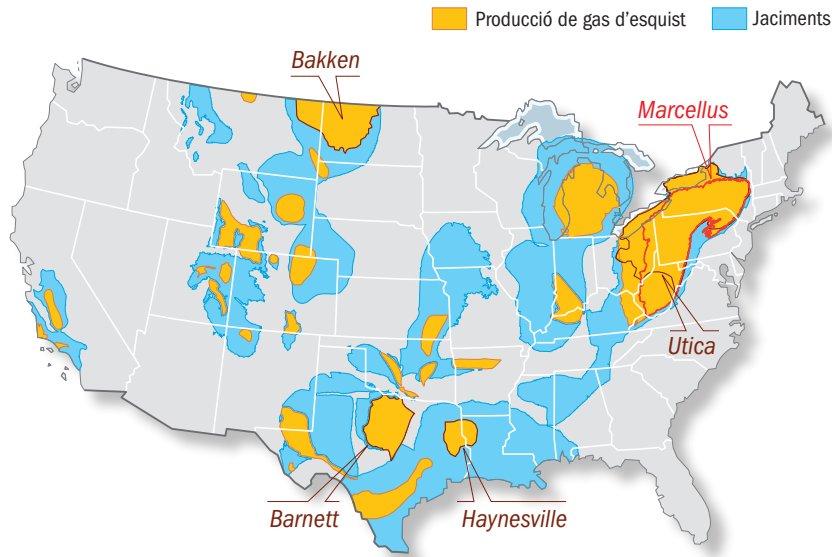 Producció de gas d'esquist
Jaciments
Bakken
Marcellus
Utica
Barnett
Haynesville